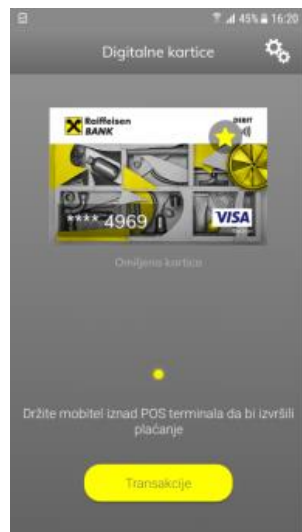 45% 16:20
Digitalne kartice
Raiffeisen
BANK
DEBIT
**** 4969
VISA
Omiljena kartica
Držite mobitel iznad POS terminala da bi izvršili
plaćanje
Transakcije